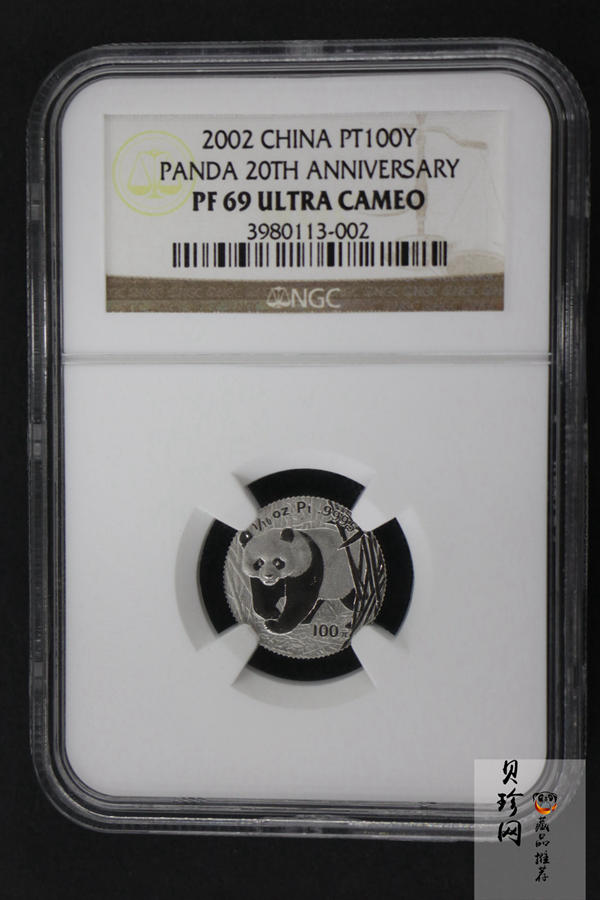 2002 CHINA PT100Y
PANDA 20TH ANNIVERSARY
PF 69 ULTRA CAMEO
3980113-002
NGC
1/10 oz Pt .9995
100元
贝珍网
藏品推荐